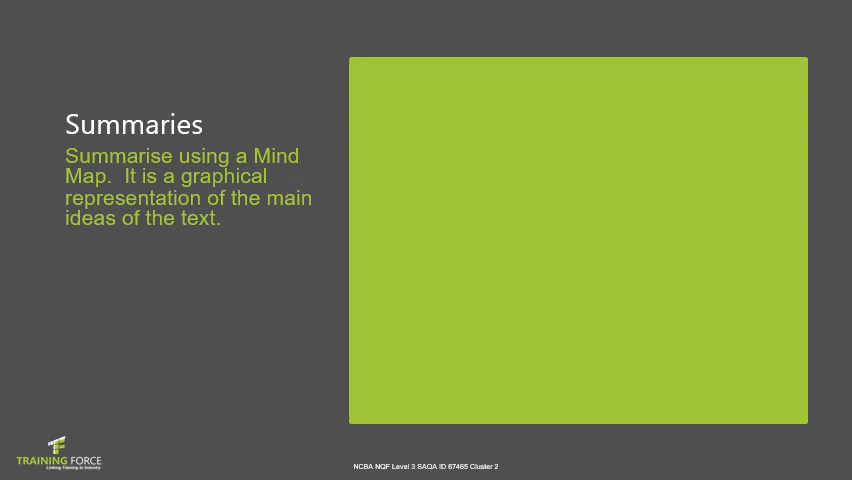 Summaries
Summarise using a Mind
Map.  It is a graphical
representation of the main
ideas of the text.
TRAINING FORCE
Linking Training to Industry
NCBA NQF Level 3 SAQA ID 67465 Cluster 2